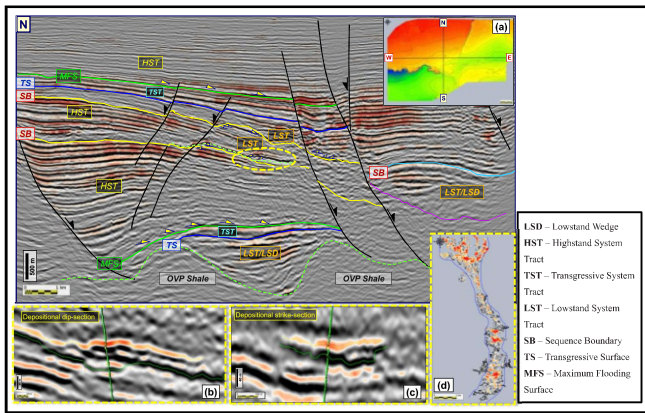 N
(a)
N
W
E
S
HST
MFS
TS
TST
SB
HST
LST
LST
SB
LST
HST
SB
LST/LSD
TST
TS
MFS
LST/LSD
OVP Shale
OVP Shale
500 m
Depositional dip-section
(b)
Depositional strike-section
(c)
(d)
LSD – Lowstand Wedge
HST – Highstand System
Tract
TST – Transgressive System
Tract
LST – Lowstand System
Tract
SB – Sequence Boundary
TS – Transgressive Surface
MFS – Maximum Flooding
Surface